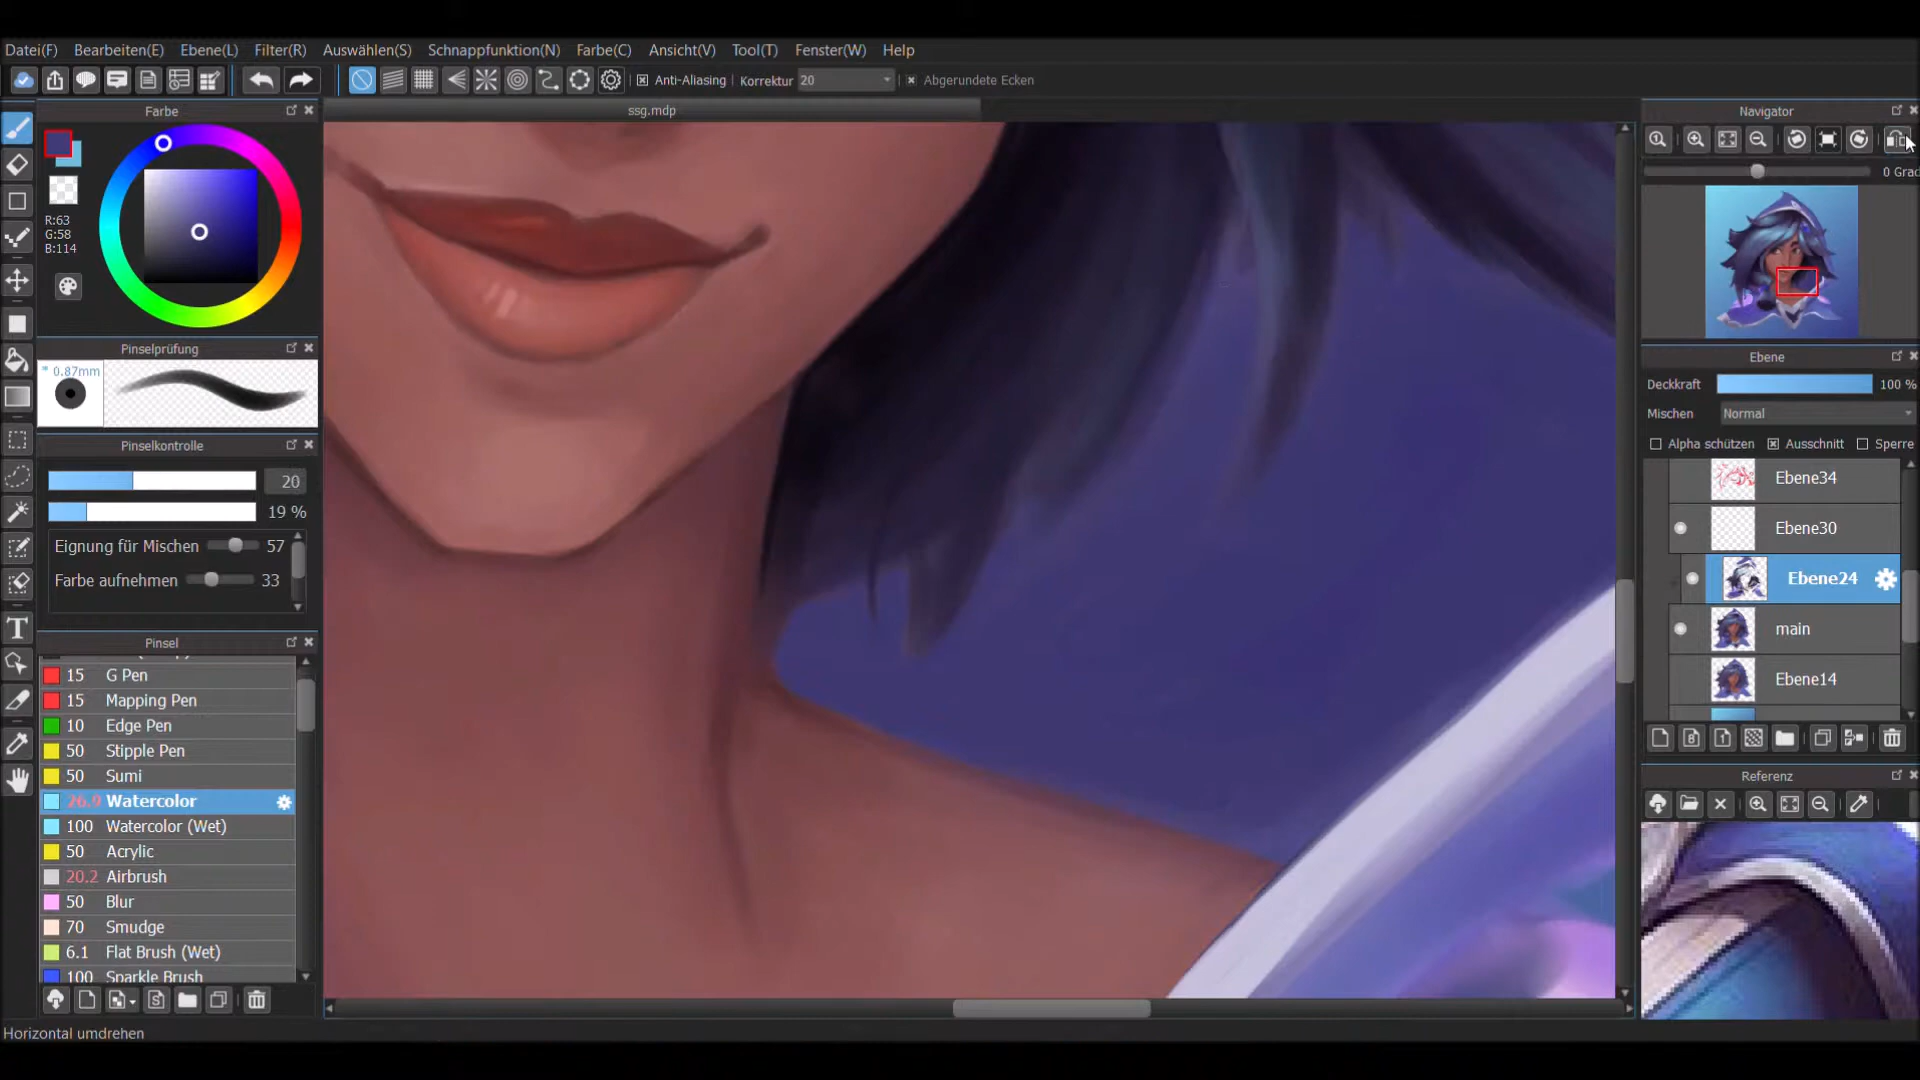 Datei(F) Bearbeiten(E) Ebene(L) Filter(R) Auswählen(S) Schnappfunktion(N) Farbe(C) Ansicht(V) Tool(T) Fenster(W) Help
Anti-Aliasing Korrektur 20 Abgerundete Ecken
Farbe
ssg.mdp
Navigator
R:63
G:58
B:114
0 Grad
Pinselprüfung
0.87mm
Ebene
Deckkraft 100 %
Mischen Normal
Alpha schützen Ausschnitt Sperre
Pinselkontrolle
20
19 %
Eignung für Mischen 57
Farbe aufnehmen 33
Ebene34
Ebene30
Ebene24
main
Ebene14
Pinsel
15 G Pen
15 Mapping Pen
10 Edge Pen
50 Stipple Pen
50 Sumi
26.9 Watercolor
100 Watercolor (Wet)
50 Acrylic
20.2 Airbrush
50 Blur
70 Smudge
6.1 Flat Brush (Wet)
100 Sparkle Brush
Referenz
Horizontal umdrehen